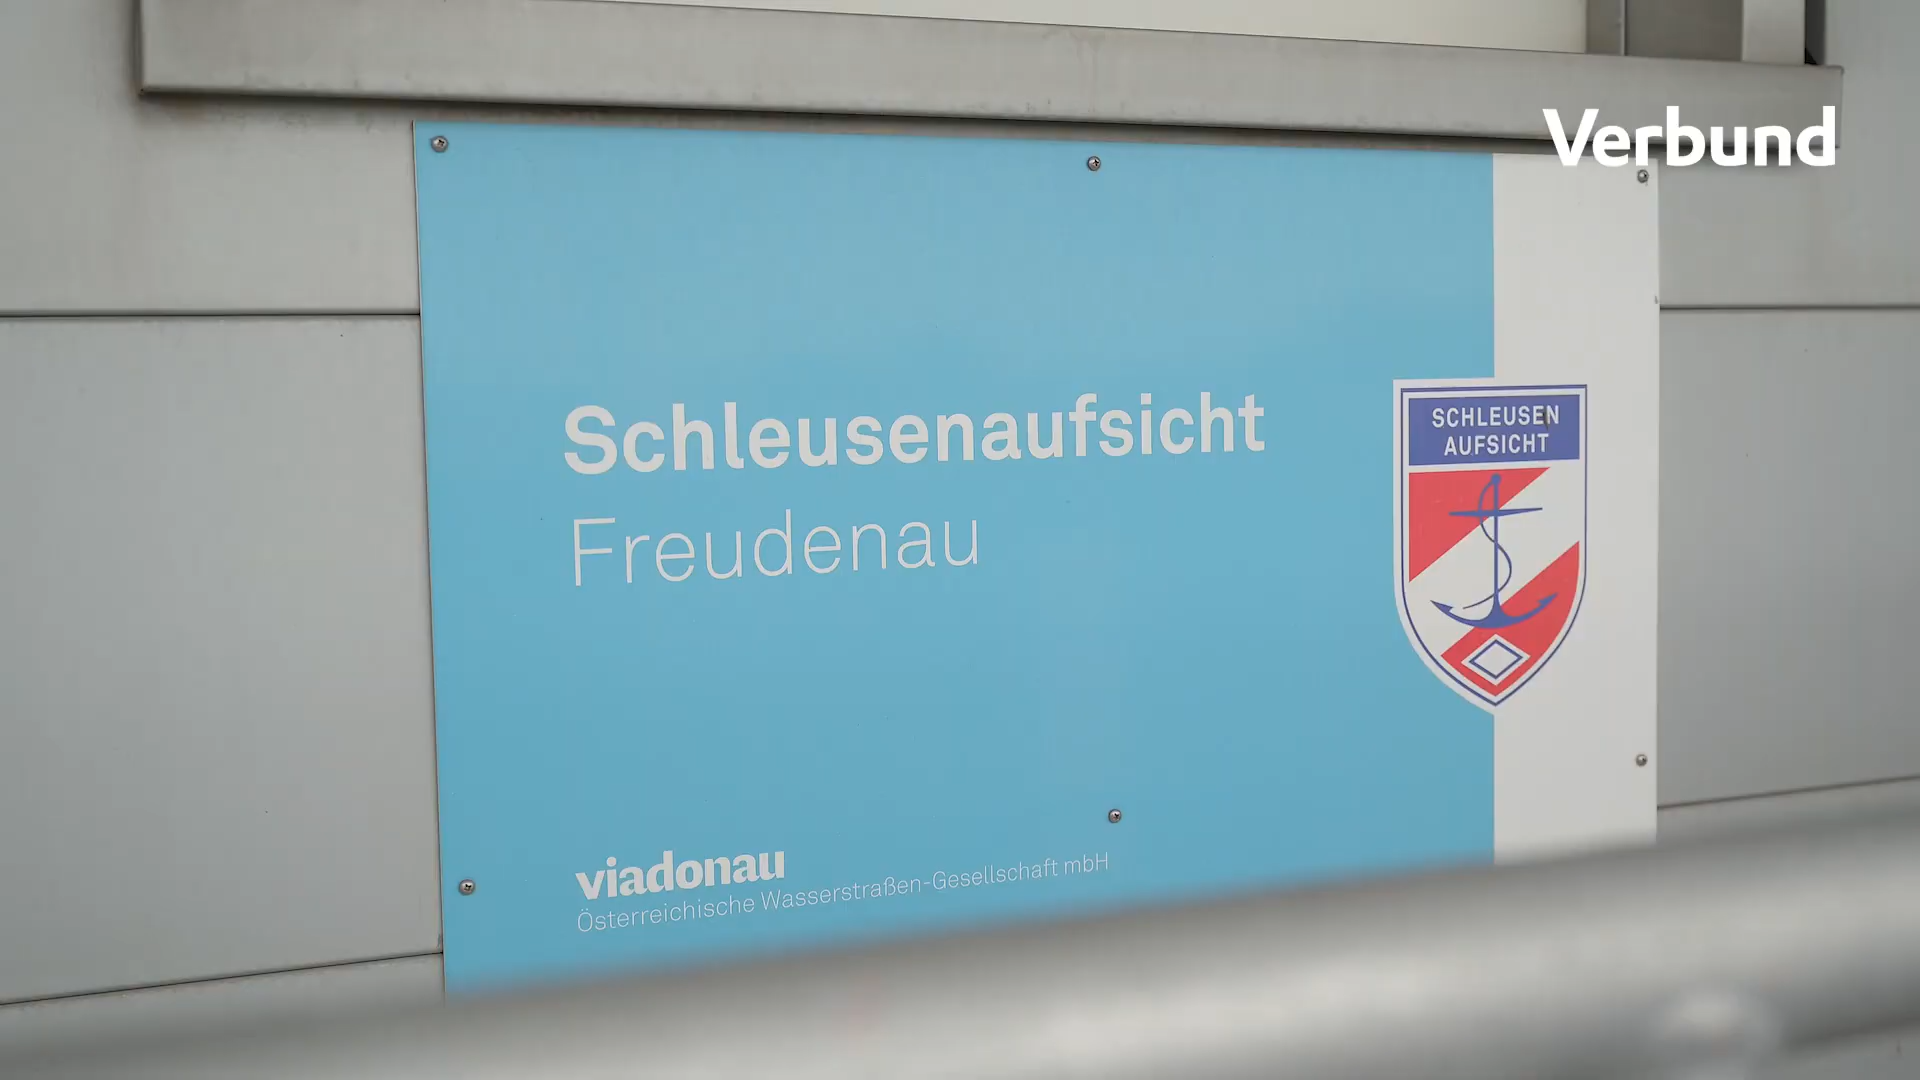 Verbund
Schleusenaufsicht
Freudenau
SCHLEUSEN
AUFSICHT
viadonau
Österreichische Wasserstraßen-Gesellschaft mbH